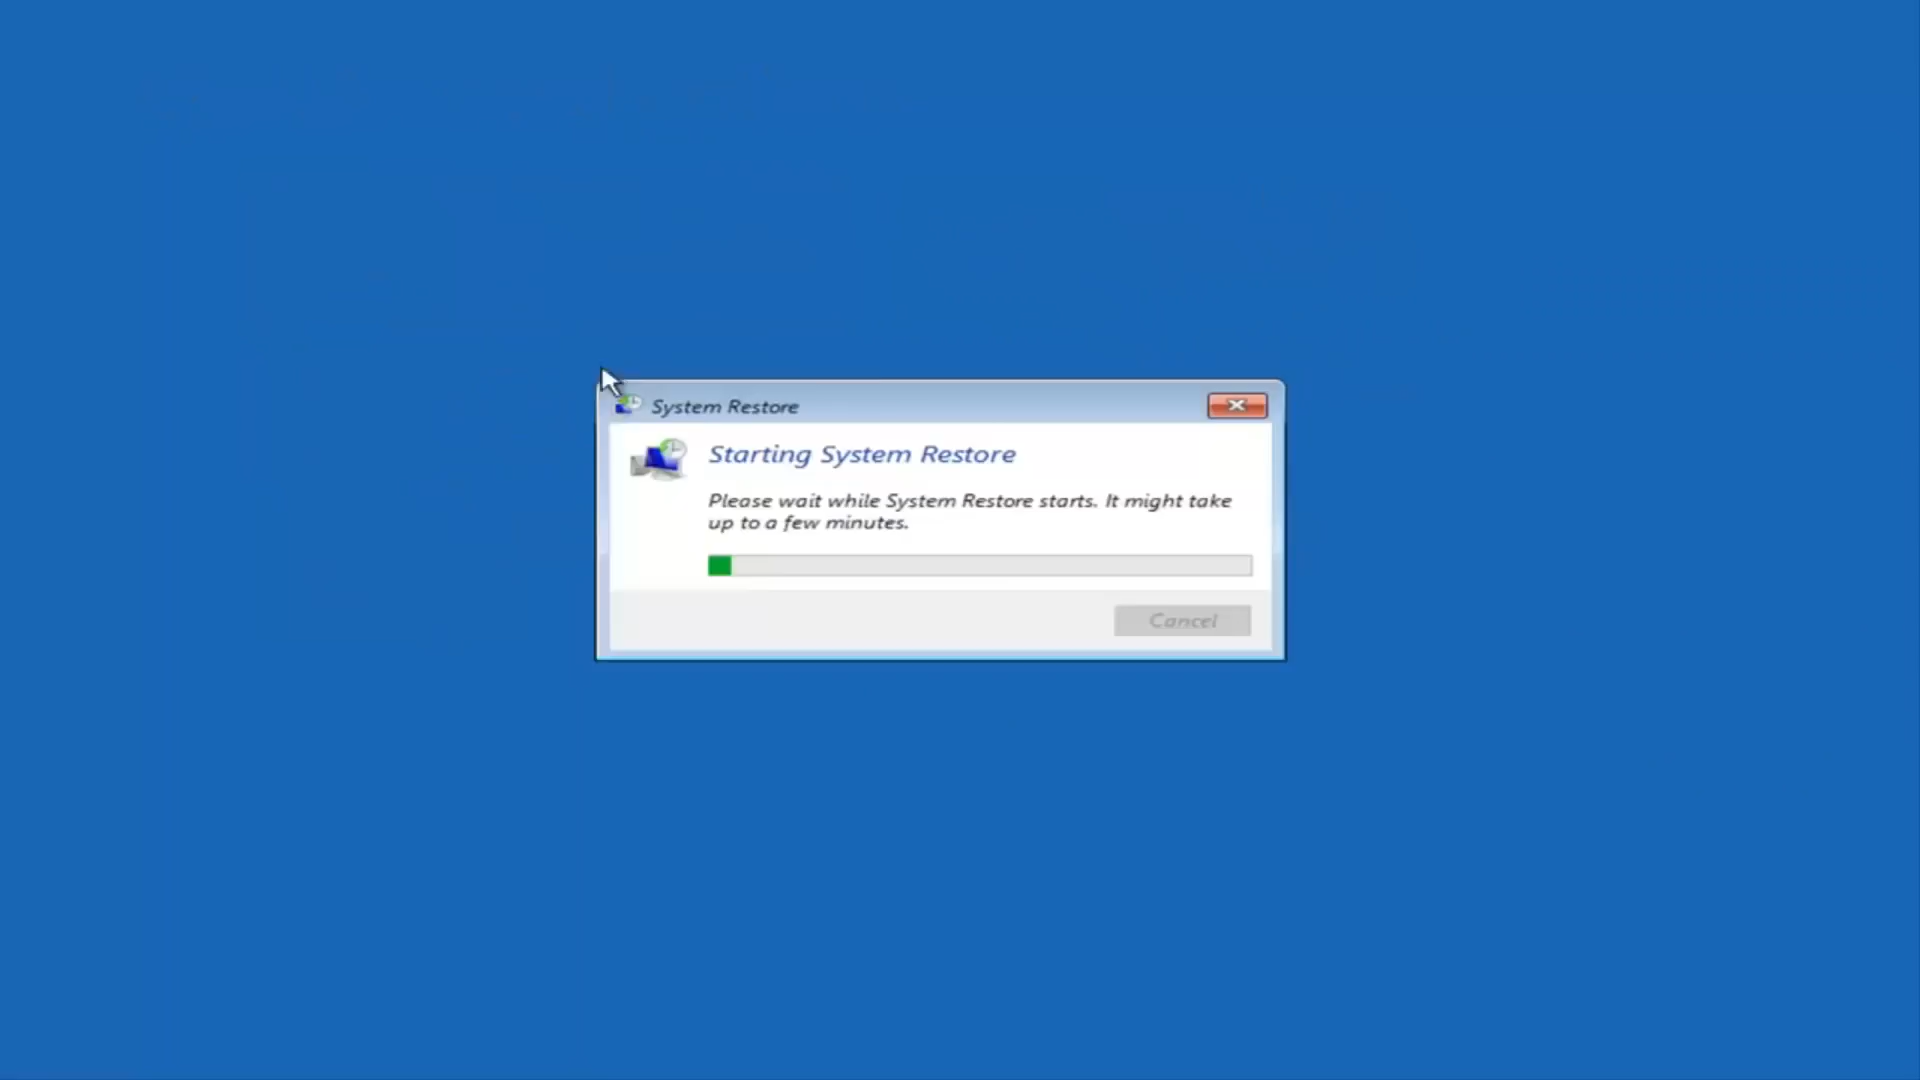 System Restore
Starting System Restore
Please wait while System Restore starts. It might take
up to a few minutes.
Cancel